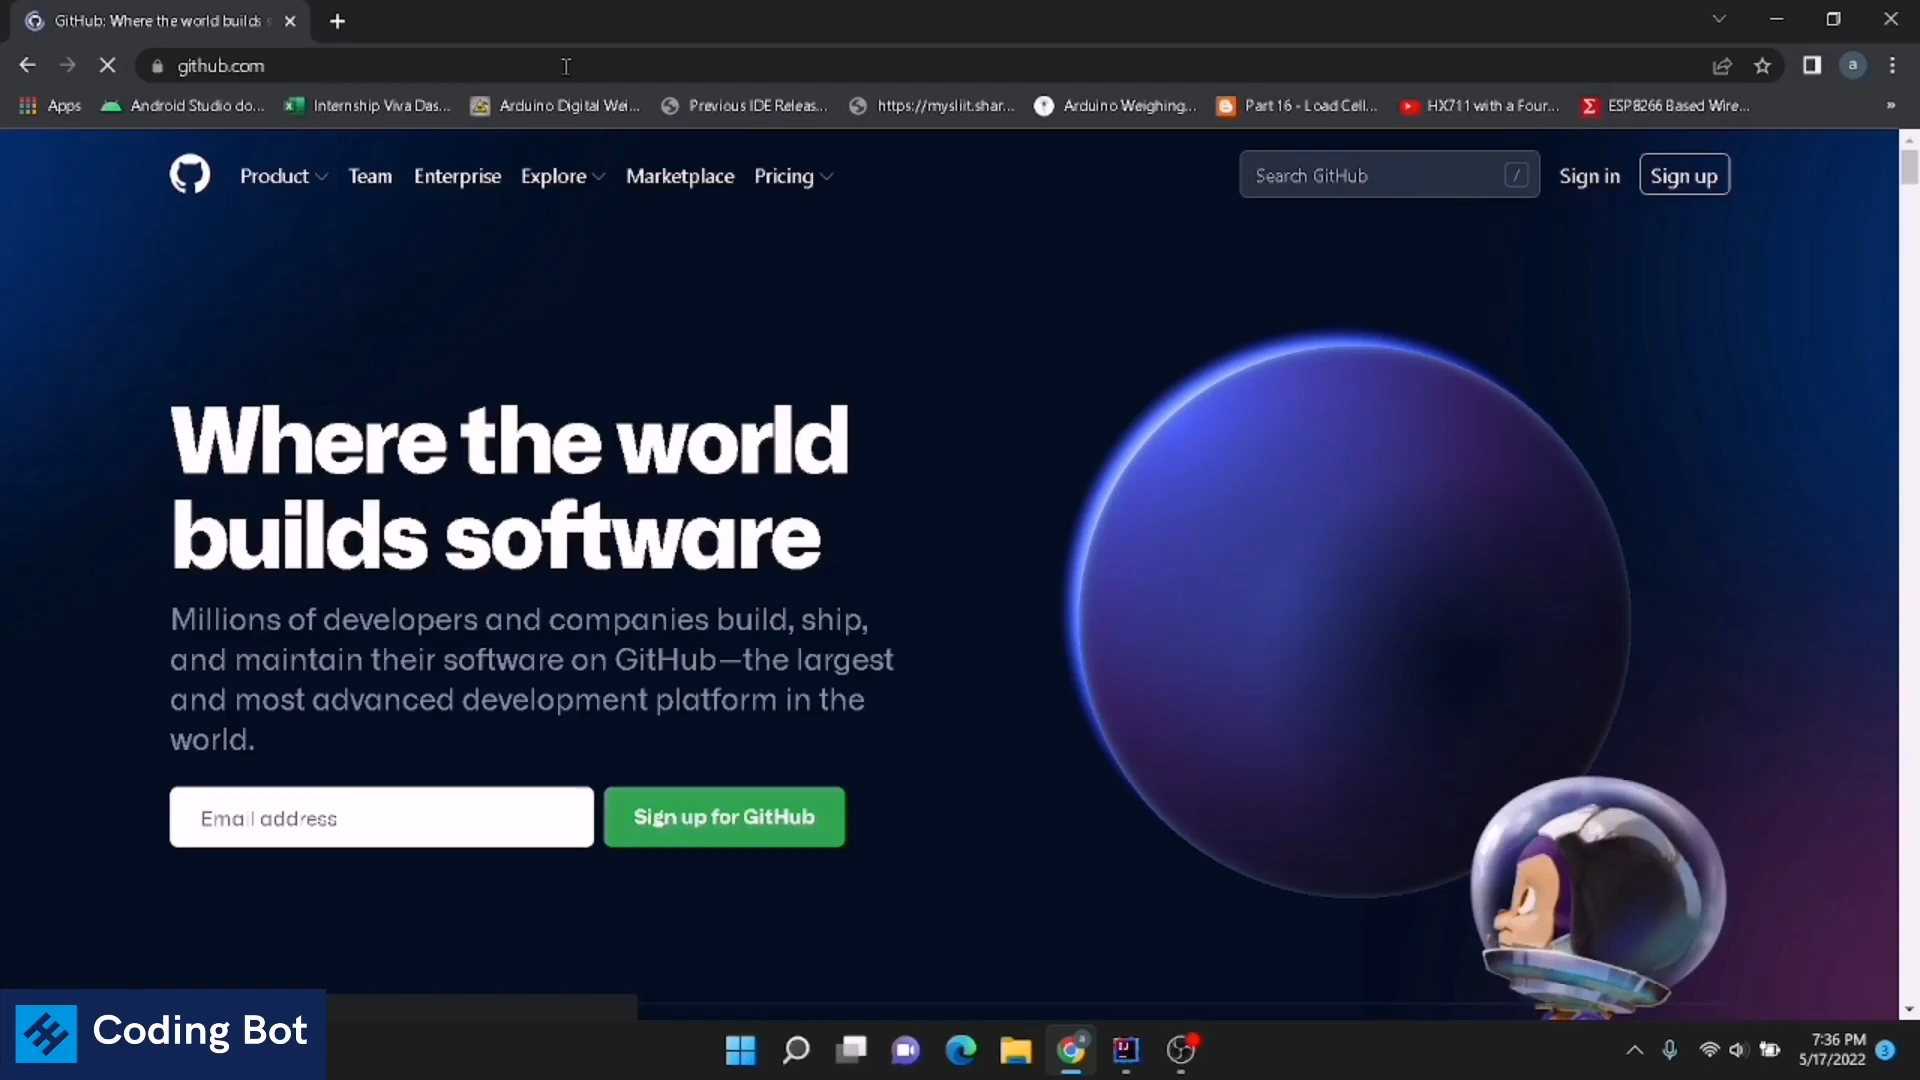 GitHub: Where the world builds s
github.com
Apps
Android Studio do...
Internship Viva Das...
Arduino Digital Wei...
Previous IDE Releas...
https://mysliit.shar...
Arduino Weighing...
Part 16 - Load Cell...
HX711 with a Four...
ESP8266 Based Wire...
»
a
Product
Team
Enterprise
Explore
Marketplace
Pricing
Search GitHub
/
Sign in
Sign up
Where the world
builds software
Millions of developers and companies build, ship,
and maintain their software on GitHub—the largest
and most advanced development platform in the
world.
Email address
Sign up for GitHub
Coding Bot
7:36 PM
5/17/2022
3